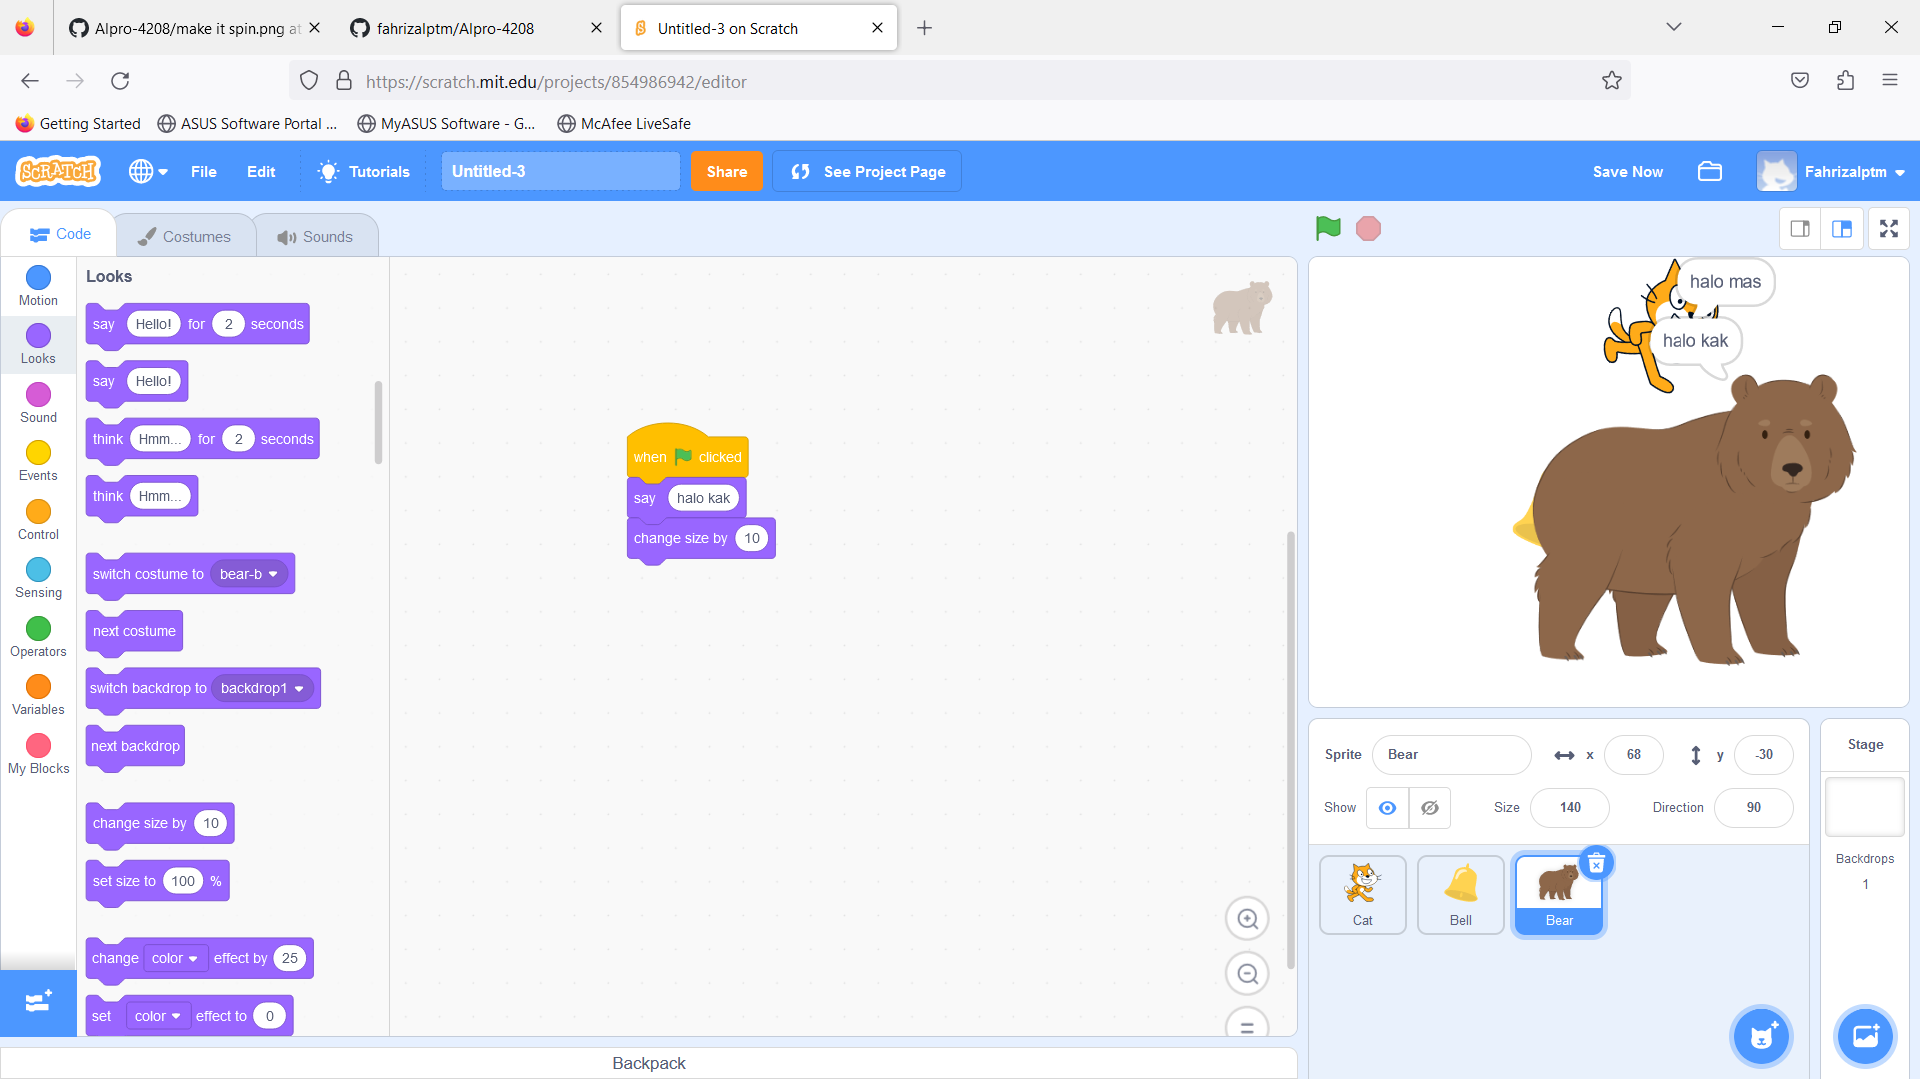 Alpro-4208/make it spin.png at
fahrizalptm/Alpro-4208
Untitled-3 on Scratch
https://scratch.mit.edu/projects/854986942/editor
Getting Started
ASUS Software Portal ...
MyASUS Software - G...
McAfee LiveSafe
SCRATCH
File
Edit
Tutorials
Untitled-3
Share
See Project Page
Save Now
Fahrizalptm
Code
Costumes
Sounds
Motion
Looks
Sound
Events
Control
Sensing
Operators
Variables
My Blocks
Looks
say Hello! for 2 seconds
say Hello!
think Hmm... for 2 seconds
think Hmm...
switch costume to bear-b
next costume
switch backdrop to backdrop1
next backdrop
change size by 10
set size to 100 %
change color effect by 25
set color effect to 0
when clicked
say halo kak
change size by 10
halo mas
halo kak
Sprite Bear x 68 y -30
Show Size 140 Direction 90
Cat
Bell
Bear
Stage
Backdrops
1
Backpack